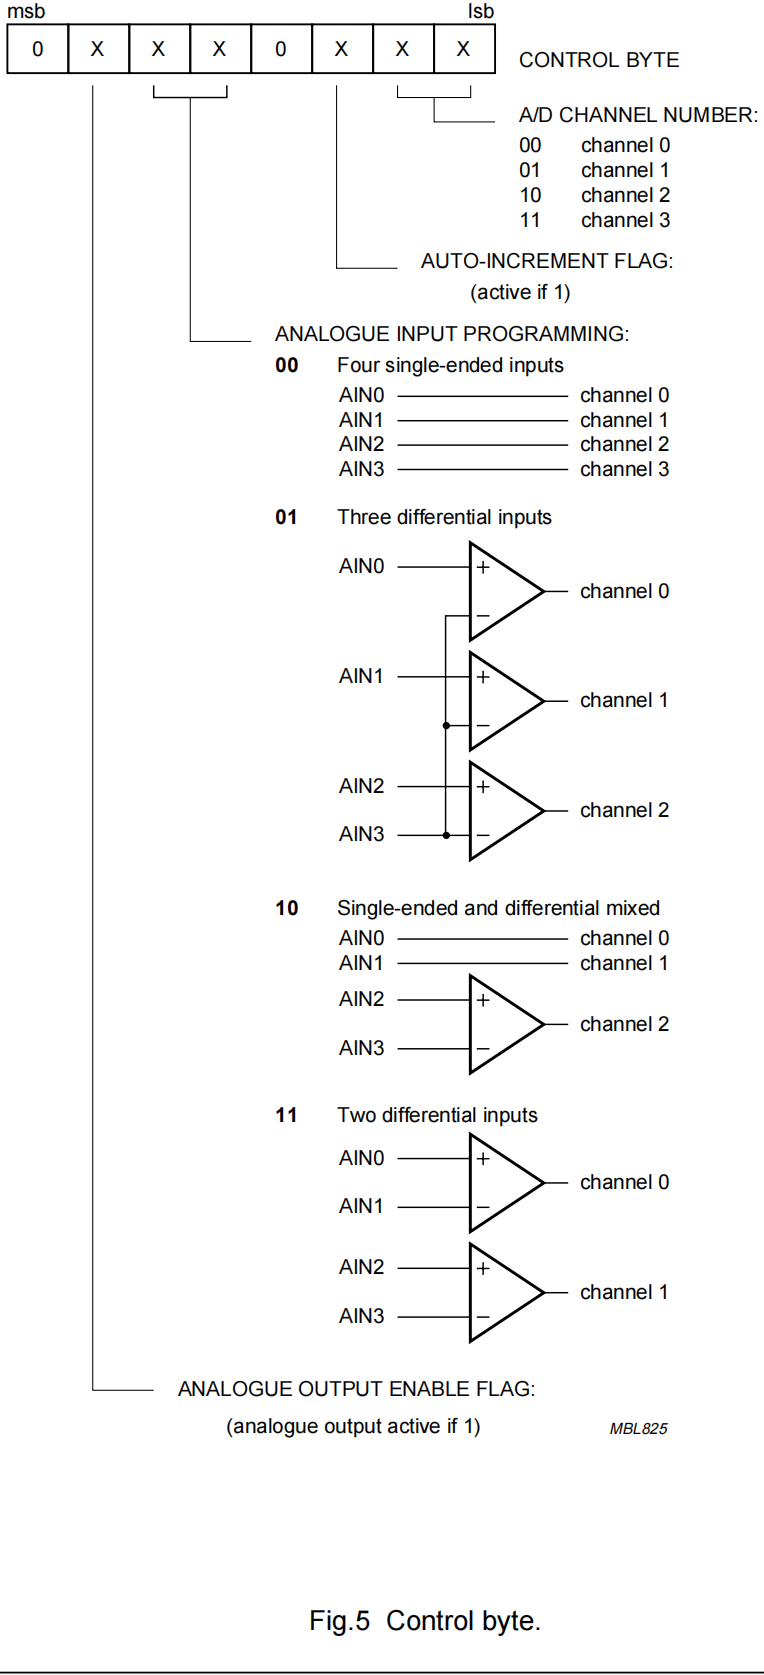 msb lsb
0 X X X 0 X X X
CONTROL BYTE
A/D CHANNEL NUMBER:
00 channel 0
01 channel 1
10 channel 2
11 channel 3
AUTO-INCREMENT FLAG:
(active if 1)
ANALOGUE INPUT PROGRAMMING:
00 Four single-ended inputs
AIN0 channel 0
AIN1 channel 1
AIN2 channel 2
AIN3 channel 3
01 Three differential inputs
AIN0 + − channel 0
AIN1 + − channel 1
AIN2 + channel 2
AIN3 −
10 Single-ended and differential mixed
AIN0 channel 0
AIN1 channel 1
AIN2 + channel 2
AIN3 −
11 Two differential inputs
AIN0 + channel 0
AIN1 −
AIN2 + channel 1
AIN3 −
ANALOGUE OUTPUT ENABLE FLAG:
(analogue output active if 1)
MBL825
Fig.5 Control byte.